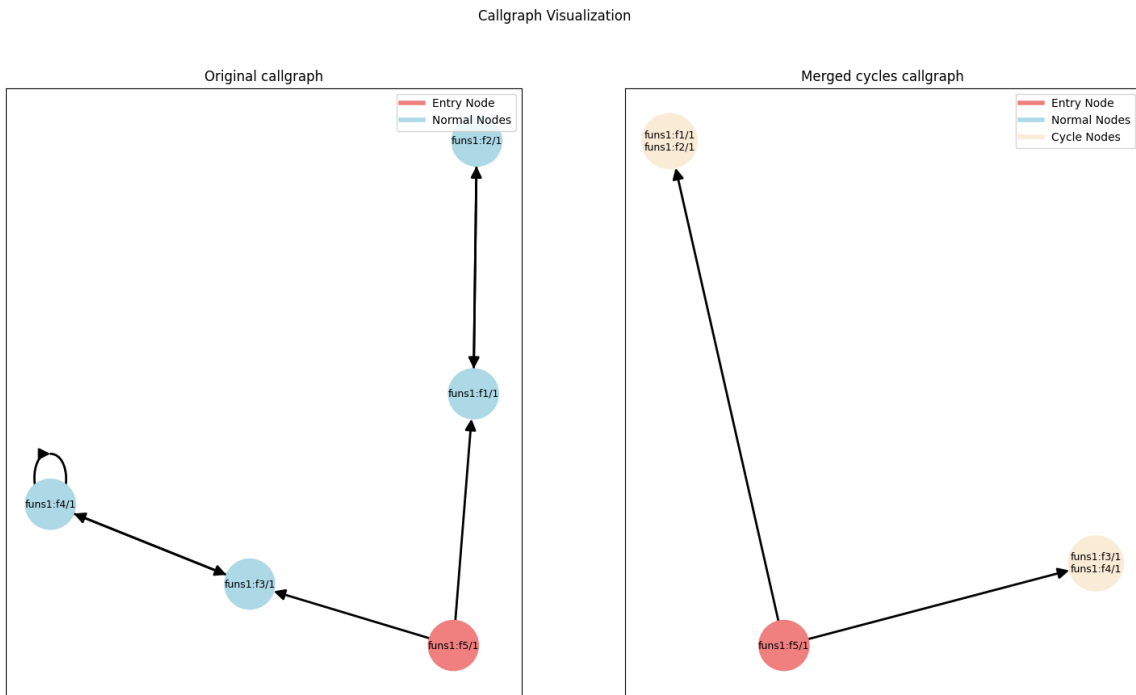 Callgraph Visualization
Original callgraph
Entry Node
Normal Nodes
funs1:f2/1
funs1:f1/1
funs1:f4/1
funs1:f3/1
funs1:f5/1
Merged cycles callgraph
Entry Node
Normal Nodes
Cycle Nodes
funs1:f1/1
funs1:f2/1
funs1:f3/1
funs1:f4/1
funs1:f5/1